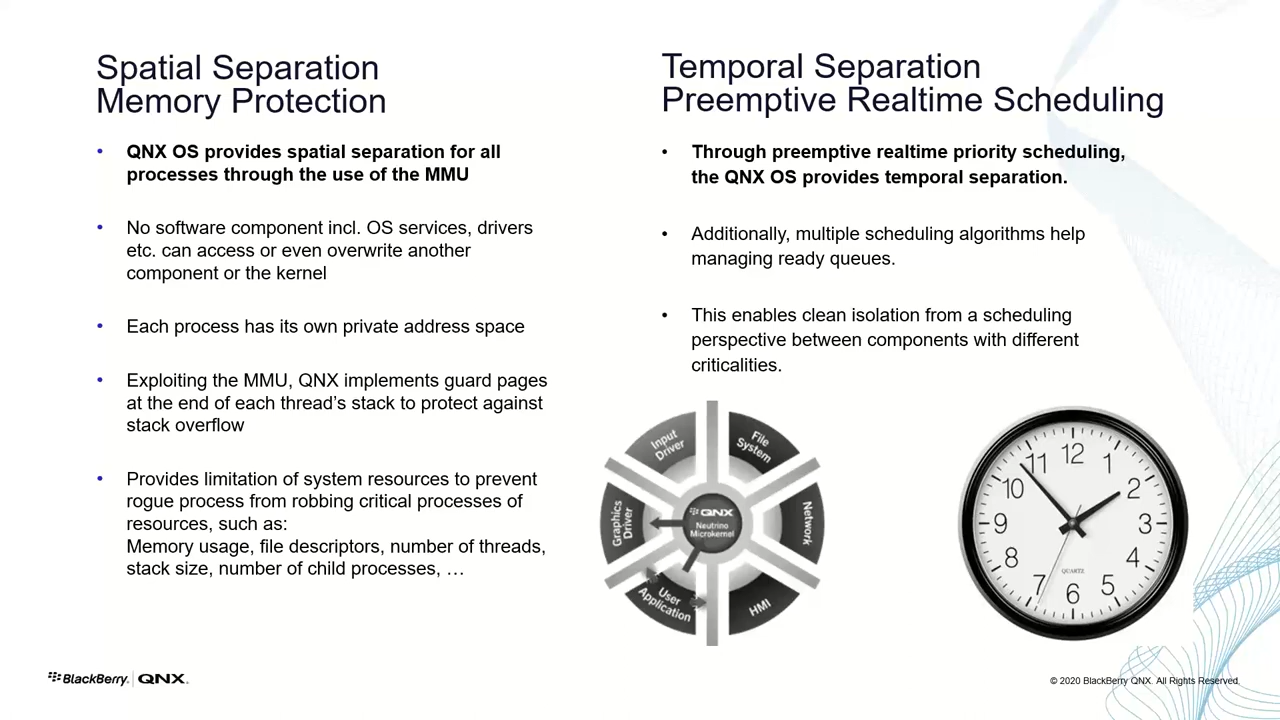 Spatial Separation
Memory Protection
• QNX OS provides spatial separation for all
processes through the use of the MMU
• No software component incl. OS services, drivers
etc. can access or even overwrite another
component or the kernel
• Each process has its own private address space
• Exploiting the MMU, QNX implements guard pages
at the end of each thread’s stack to protect against
stack overflow
• Provides limitation of system resources to prevent
rogue process from robbing critical processes of
resources, such as:
Memory usage, file descriptors, number of threads,
stack size, number of child processes, …
Temporal Separation
Preemptive Realtime Scheduling
• Through preemptive realtime priority scheduling,
the QNX OS provides temporal separation.
• Additionally, multiple scheduling algorithms help
managing ready queues.
• This enables clean isolation from a scheduling
perspective between components with different
criticalities.
Input
Driver
File
System
Graphics
Driver
QNX
Neutrino
Microkernel
Network
User
Application
HMI
12
11
1
10
2
9
3
8
4
7
5
6
QUARTZ
BlackBerry. QNX.
© 2020 BlackBerry QNX. All Rights Reserved.